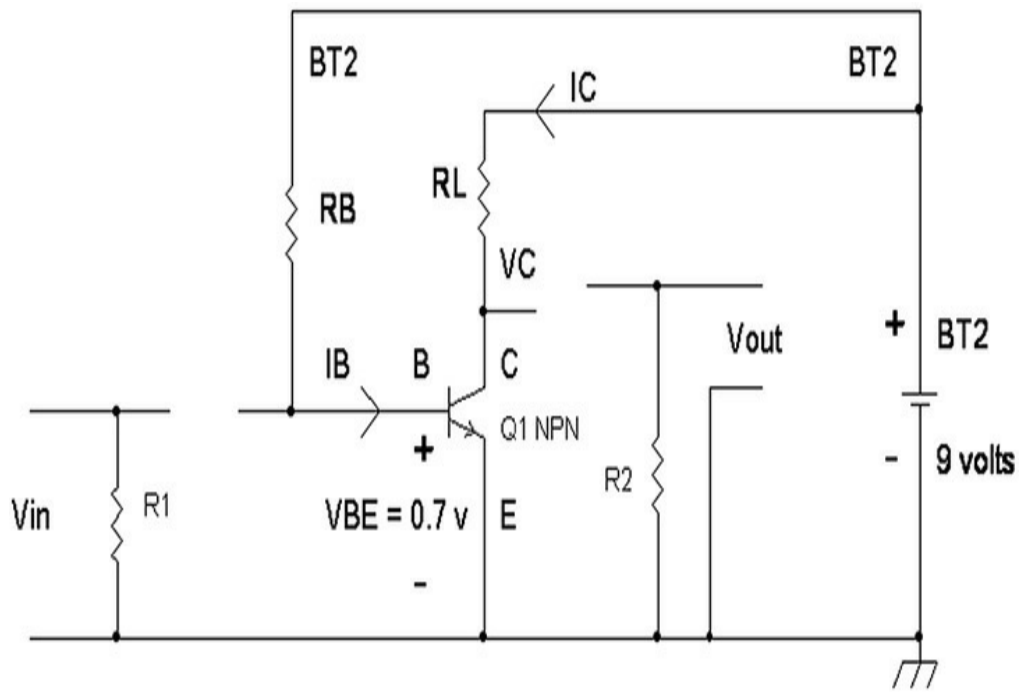 BT2
BT2
IC
RL
RB
VC
+
BT2
Vout
IB
B
C
Q1 NPN
+
-
9 volts
R2
R1
Vin
VBE = 0.7 v
E
-